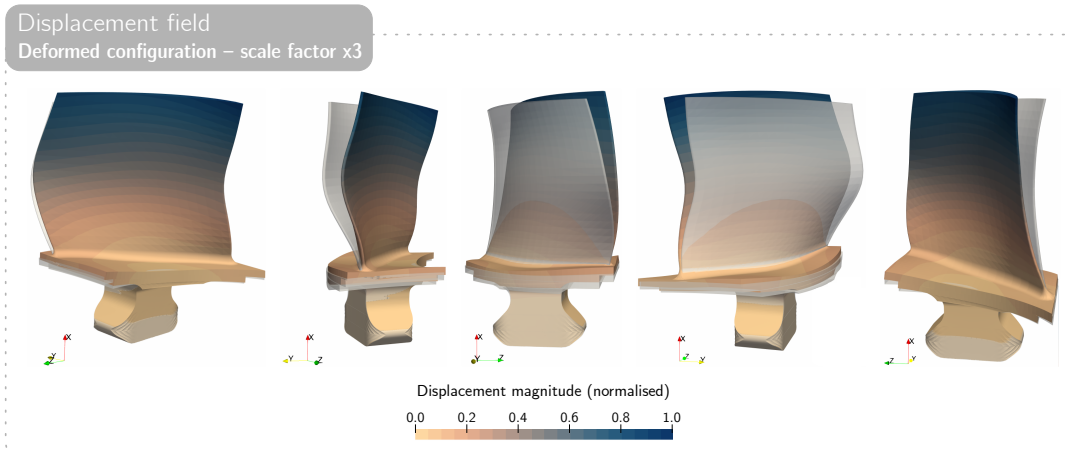 Displacement field
Deformed configuration – scale factor x3
X
Y
Z
X
Y
Z
X
Y
Z
X
Z
Y
X
Z
Y
Displacement magnitude (normalised)
0.0 0.2 0.4 0.6 0.8 1.0